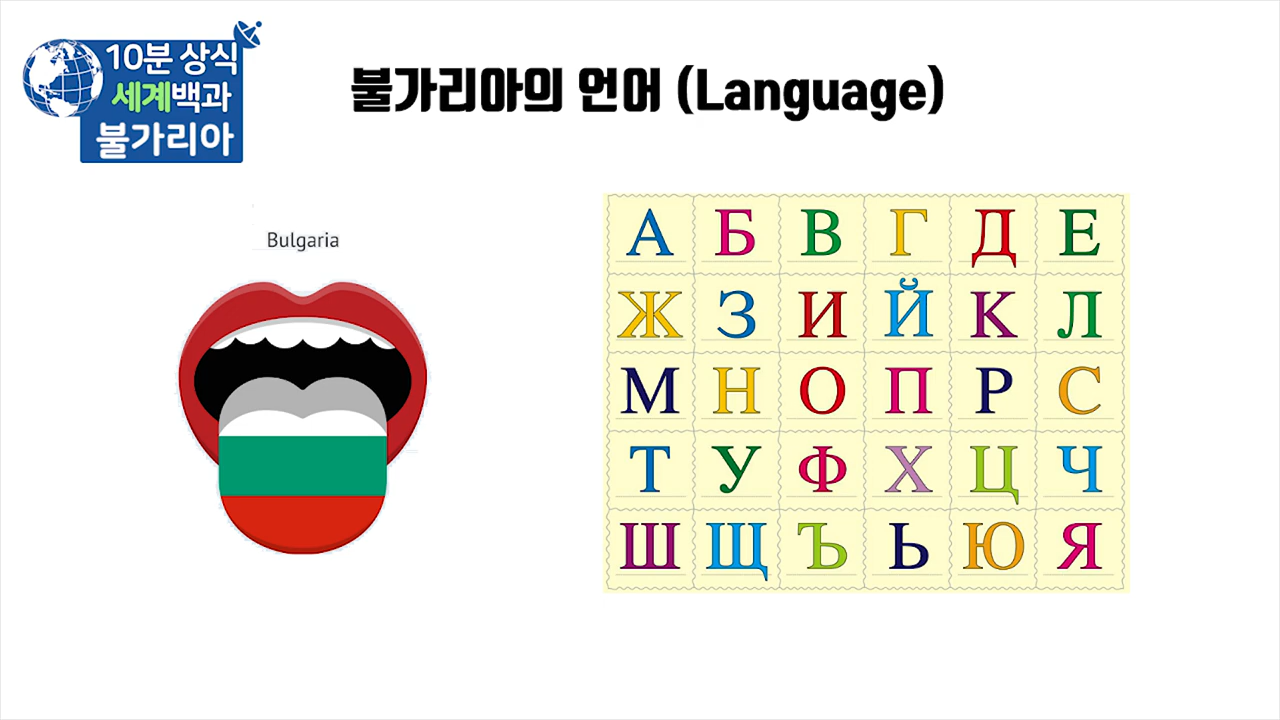 10분 상식
세계백과
불가리아
불가리아의 언어 (Language)
Bulgaria
А Б В Г Д Е
Ж З И Й К Л
М Н О П Р С
Т У Ф Х Ц Ч
Ш Щ Ъ Ь Ю Я